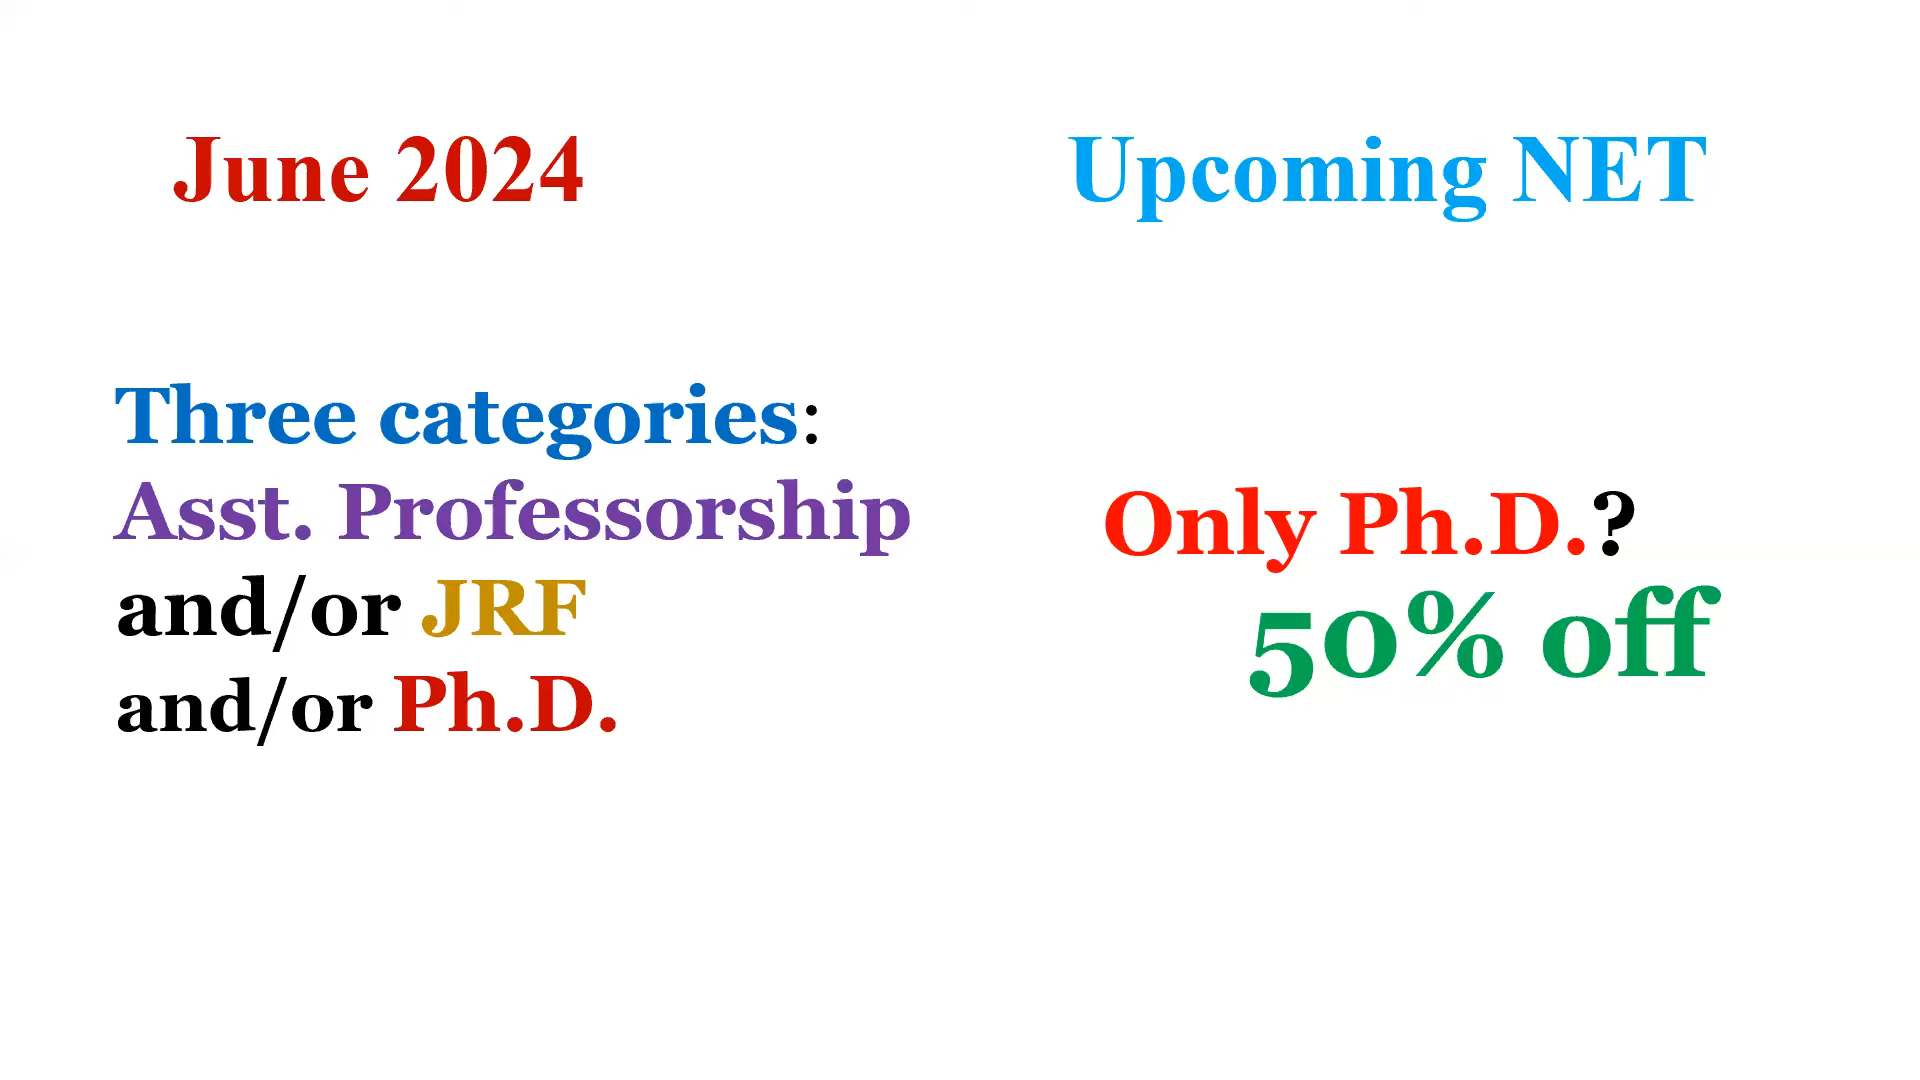 June 2024
Three categories:
Asst. Professorship
and/or JRF
and/or Ph.D.
Upcoming NET
Only Ph.D.?
50% off